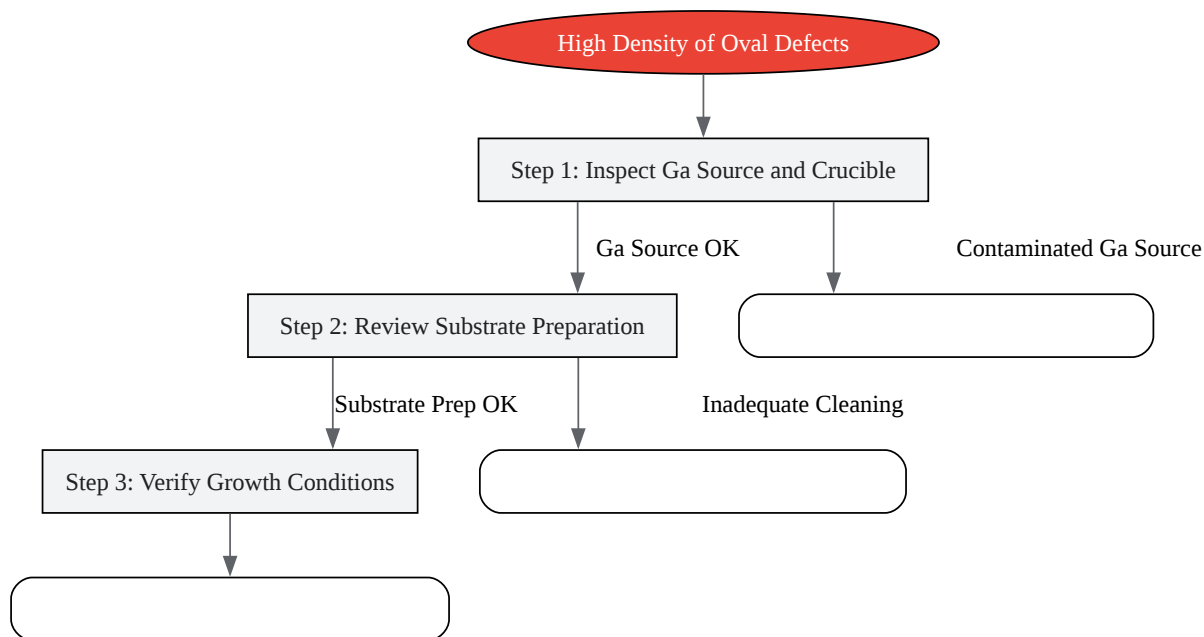 High Density of Oval Defects
Step 1: Inspect Ga Source and Crucible
Ga Source OK
Contaminated Ga Source
Step 2: Review Substrate Preparation
Substrate Prep OK
Inadequate Cleaning
Step 3: Verify Growth Conditions